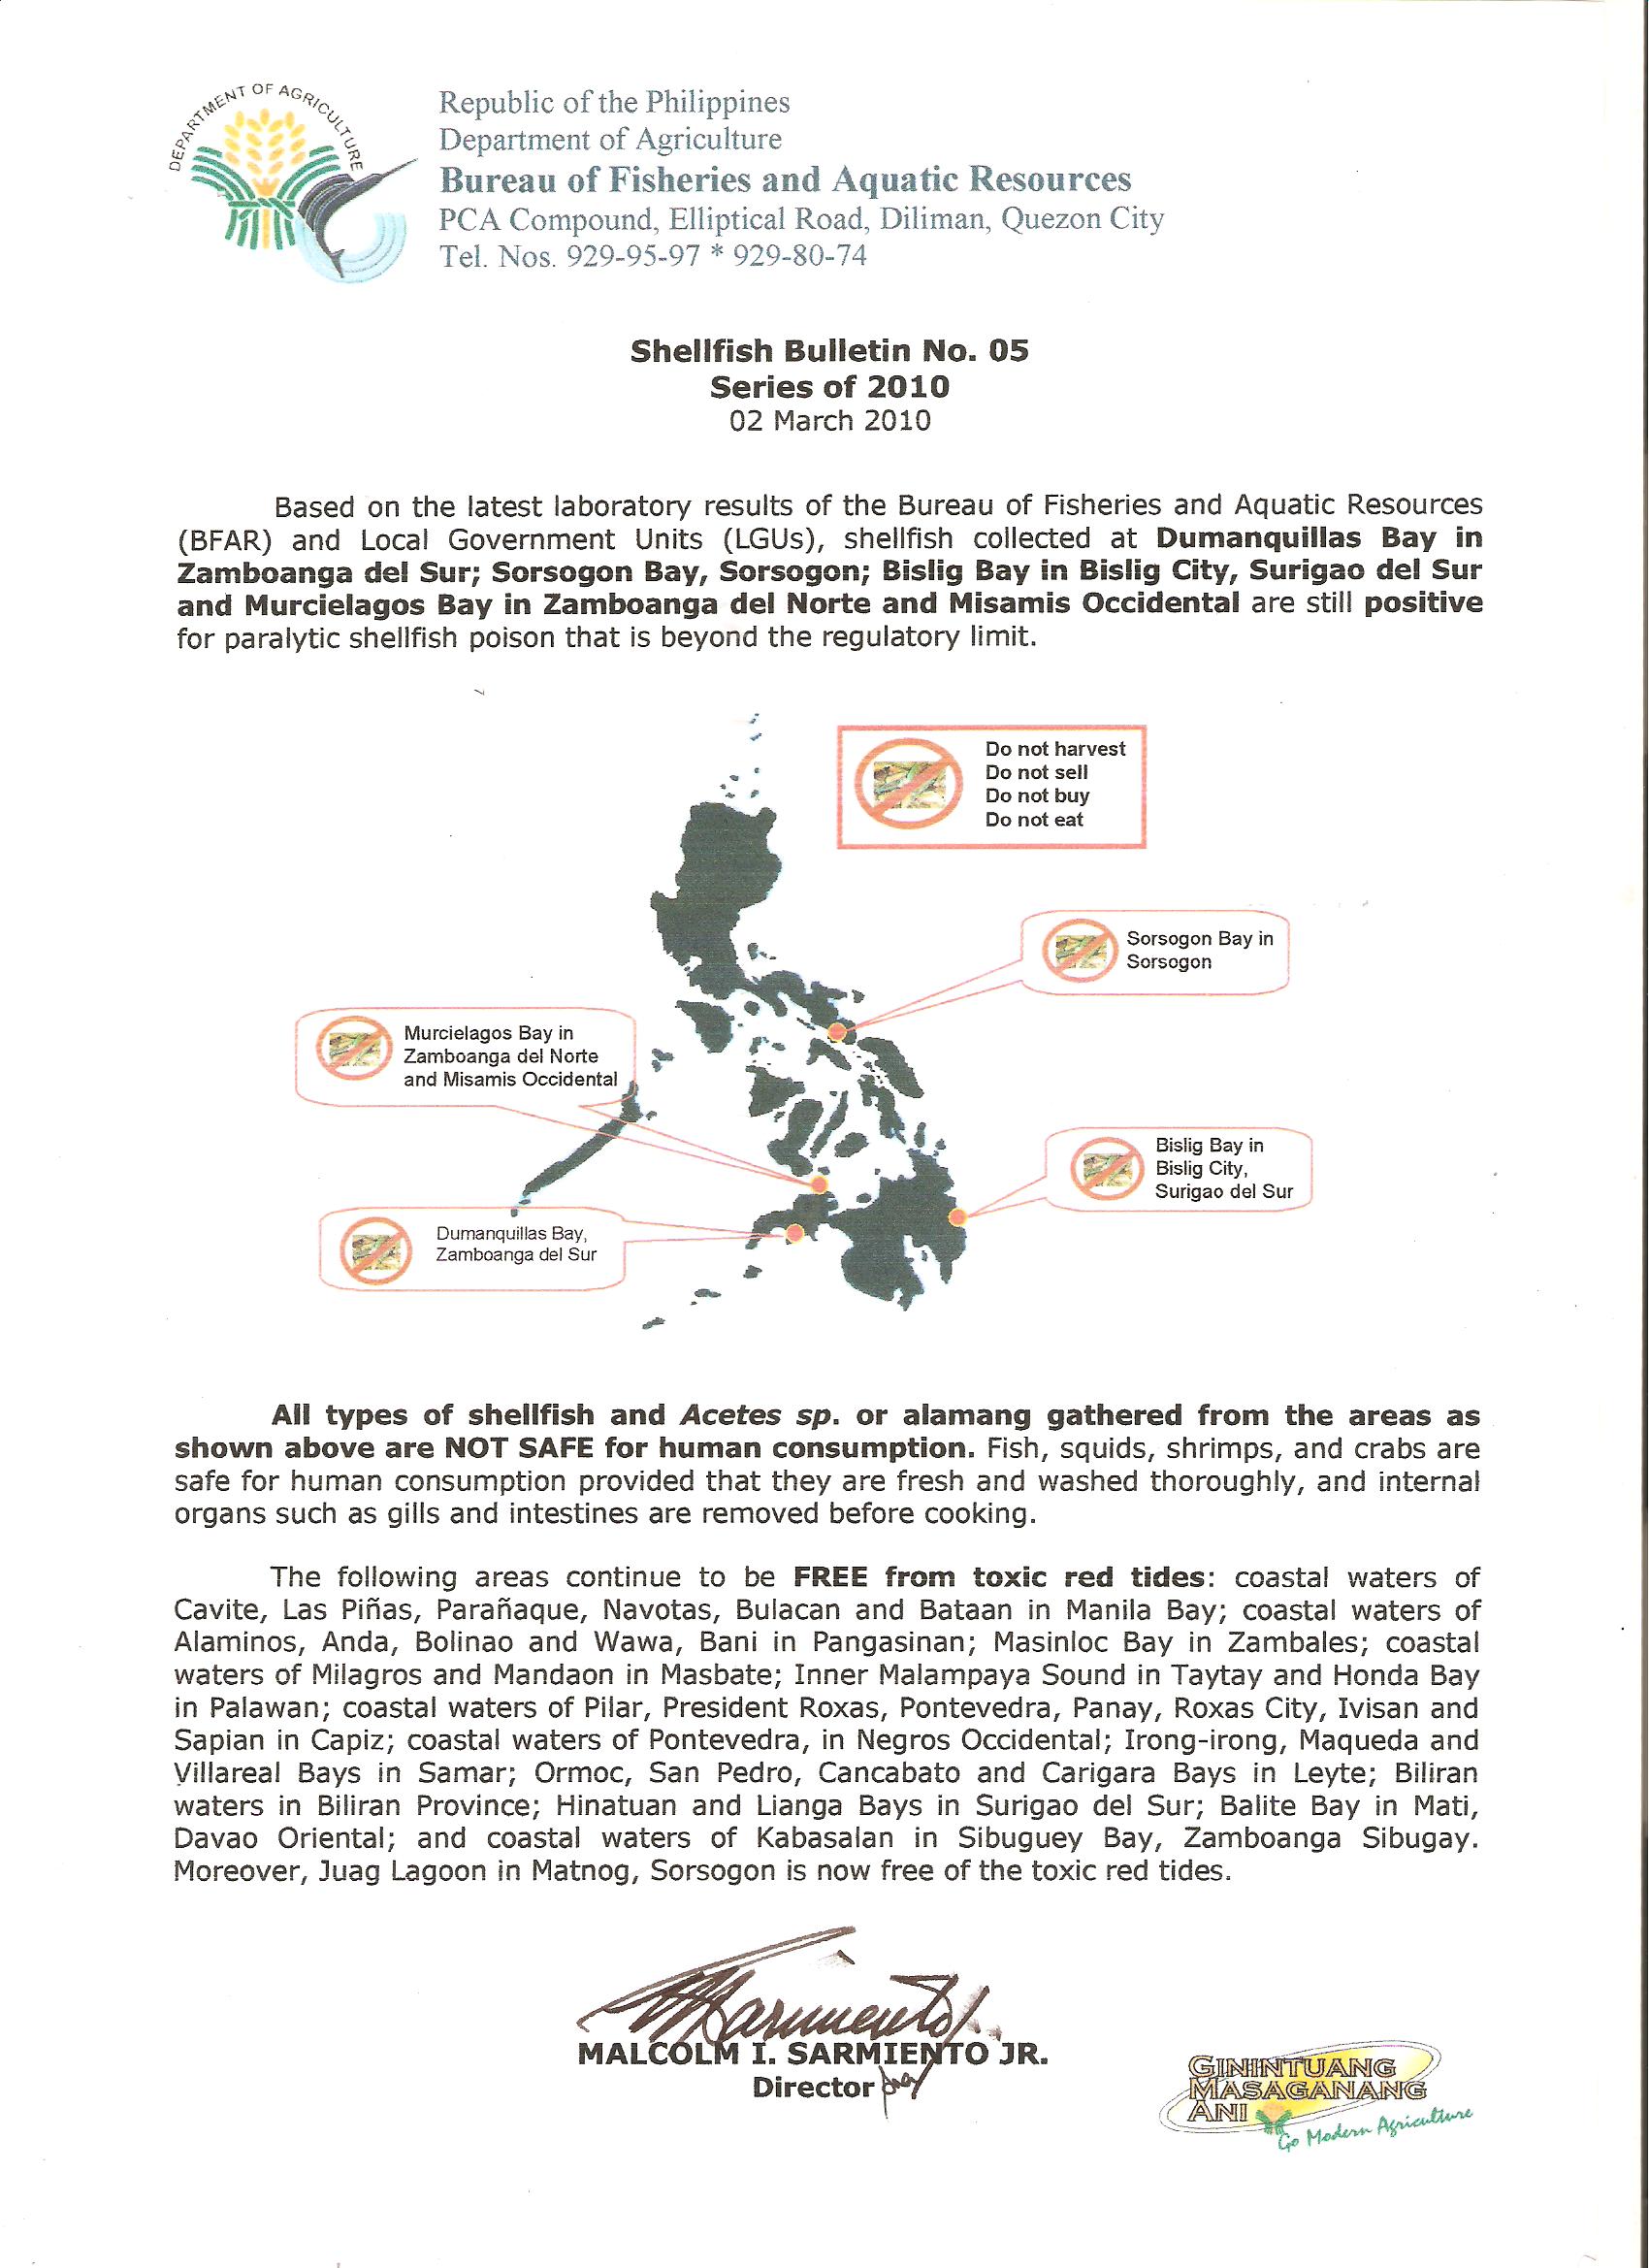 DEPARTMENT OF AGRICULTURE
Republic of the Philippines
Department of Agriculture
Bureau of Fisheries and Aquatic Resources
PCA Compound, Elliptical Road, Diliman, Quezon City
Tel. Nos. 929-95-97 * 929-80-74
Shellfish Bulletin No. 05
Series of 2010
02 March 2010
Based on the latest laboratory results of the Bureau of Fisheries and Aquatic Resources
(BFAR) and Local Government Units (LGUs), shellfish collected at Dumanquillas Bay in
Zamboanga del Sur; Sorsogon Bay, Sorsogon; Bislig Bay in Bislig City, Surigao del Sur
and Murcielagos Bay in Zamboanga del Norte and Misamis Occidental are still positive
for paralytic shellfish poison that is beyond the regulatory limit.
Do not harvest
Do not sell
Do not buy
Do not eat
Sorsogon Bay in
Sorsogon
Murcielagos Bay in
Zamboanga del Norte
and Misamis Occidental
Bislig Bay in
Bislig City,
Surigao del Sur
Dumanquillas Bay,
Zamboanga del Sur
All types of shellfish and Acetes sp. or alamang gathered from the areas as
shown above are NOT SAFE for human consumption. Fish, squids, shrimps, and crabs are
safe for human consumption provided that they are fresh and washed thoroughly, and internal
organs such as gills and intestines are removed before cooking.
The following areas continue to be FREE from toxic red tides: coastal waters of
Cavite, Las Piñas, Parañaque, Navotas, Bulacan and Bataan in Manila Bay; coastal waters of
Alaminos, Anda, Bolinao and Wawa, Bani in Pangasinan; Masinloc Bay in Zambales; coastal
waters of Milagros and Mandaon in Masbate; Inner Malampaya Sound in Taytay and Honda Bay
in Palawan; coastal waters of Pilar, President Roxas, Pontevedra, Panay, Roxas City, Ivisan and
Sapian in Capiz; coastal waters of Pontevedra, in Negros Occidental; Irong-irong, Maqueda and
Villareal Bays in Samar; Ormoc, San Pedro, Cancabato and Carigara Bays in Leyte; Biliran
waters in Biliran Province; Hinatuan and Lianga Bays in Surigao del Sur; Balite Bay in Mati,
Davao Oriental; and coastal waters of Kabasalan in Sibuguey Bay, Zamboanga Sibugay.
Moreover, Juag Lagoon in Matnog, Sorsogon is now free of the toxic red tides.
MALCOLM I. SARMIENTO JR.
Director
GININTUANG
MASAGANANG
ANI
Go Modern Agriculture